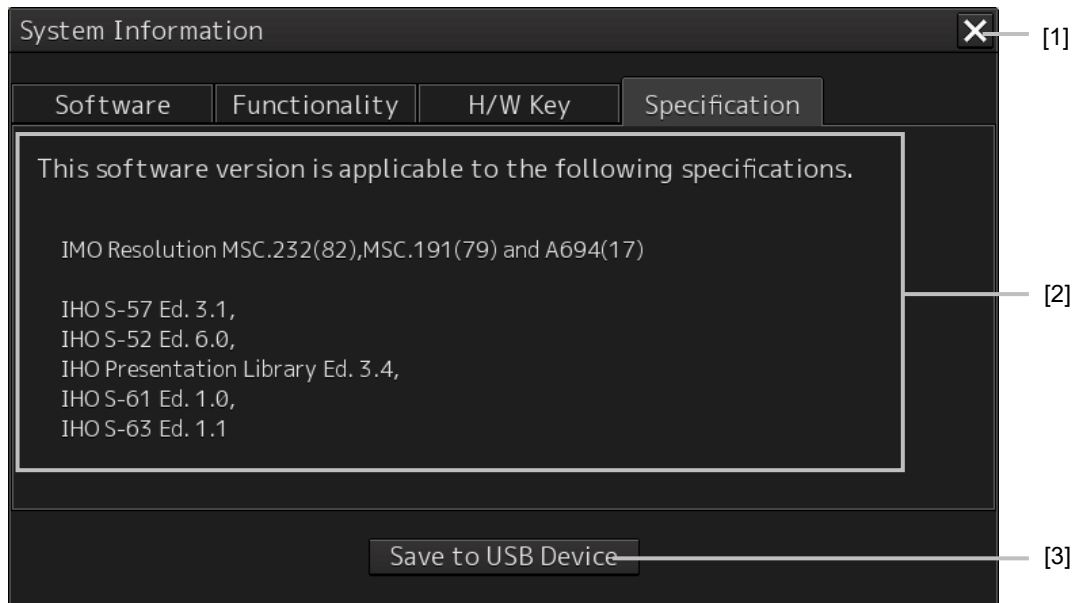 System Information
[1]
Software
Functionality
H/W Key
Specification
This software version is applicable to the following specifications.
IMO Resolution MSC.232(82),MSC.191(79) and A694(17)
[2]
IHO S-57 Ed. 3.1,
IHO S-52 Ed. 6.0,
IHO Presentation Library Ed. 3.4,
IHO S-61 Ed. 1.0,
IHO S-63 Ed. 1.1
Save to USB Device
[3]